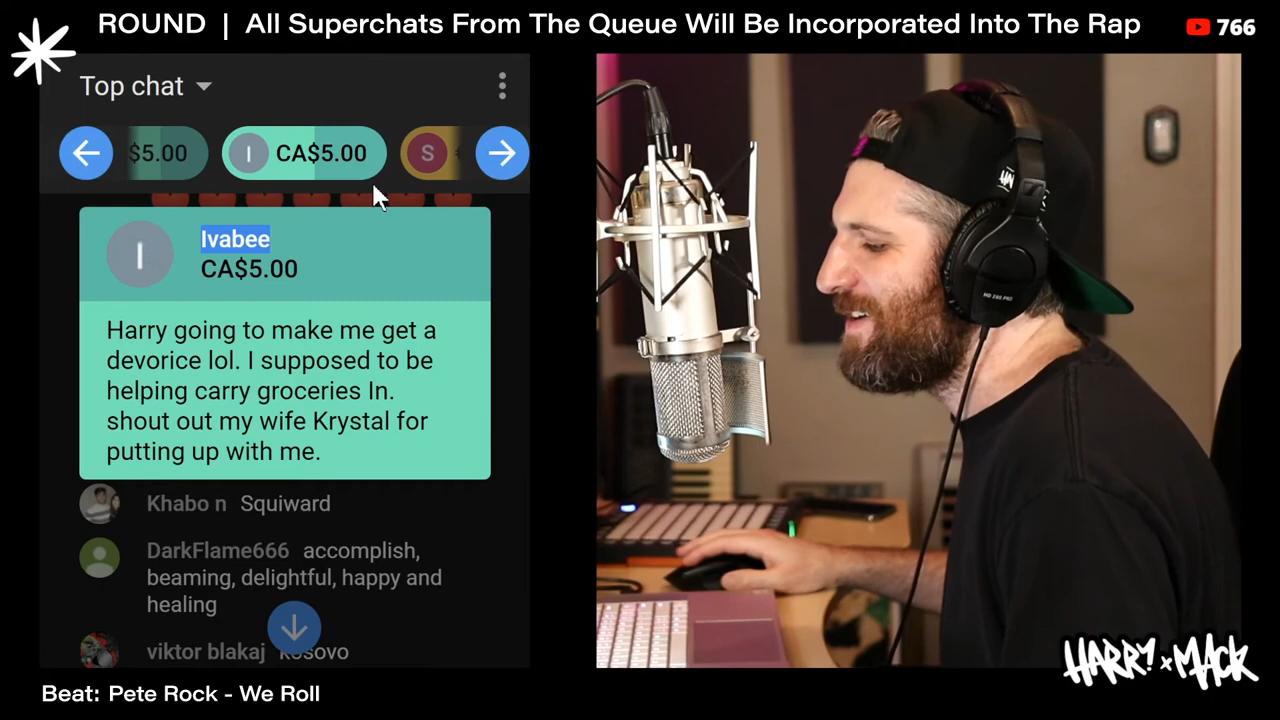 ROUND | All Superchats From The Queue Will Be Incorporated Into The Rap
766
Top chat
$5.00
I
CA$5.00
S
I
Ivabee
CA$5.00
Harry going to make me get a
devorice lol. I supposed to be
helping carry groceries In.
shout out my wife Krystal for
putting up with me.
Khabo n Squiward
DarkFlame666 accomplish,
beaming, delightful, happy and
healing
viktor blakaj kosovo
HARRY x MACK
Beat: Pete Rock - We Roll